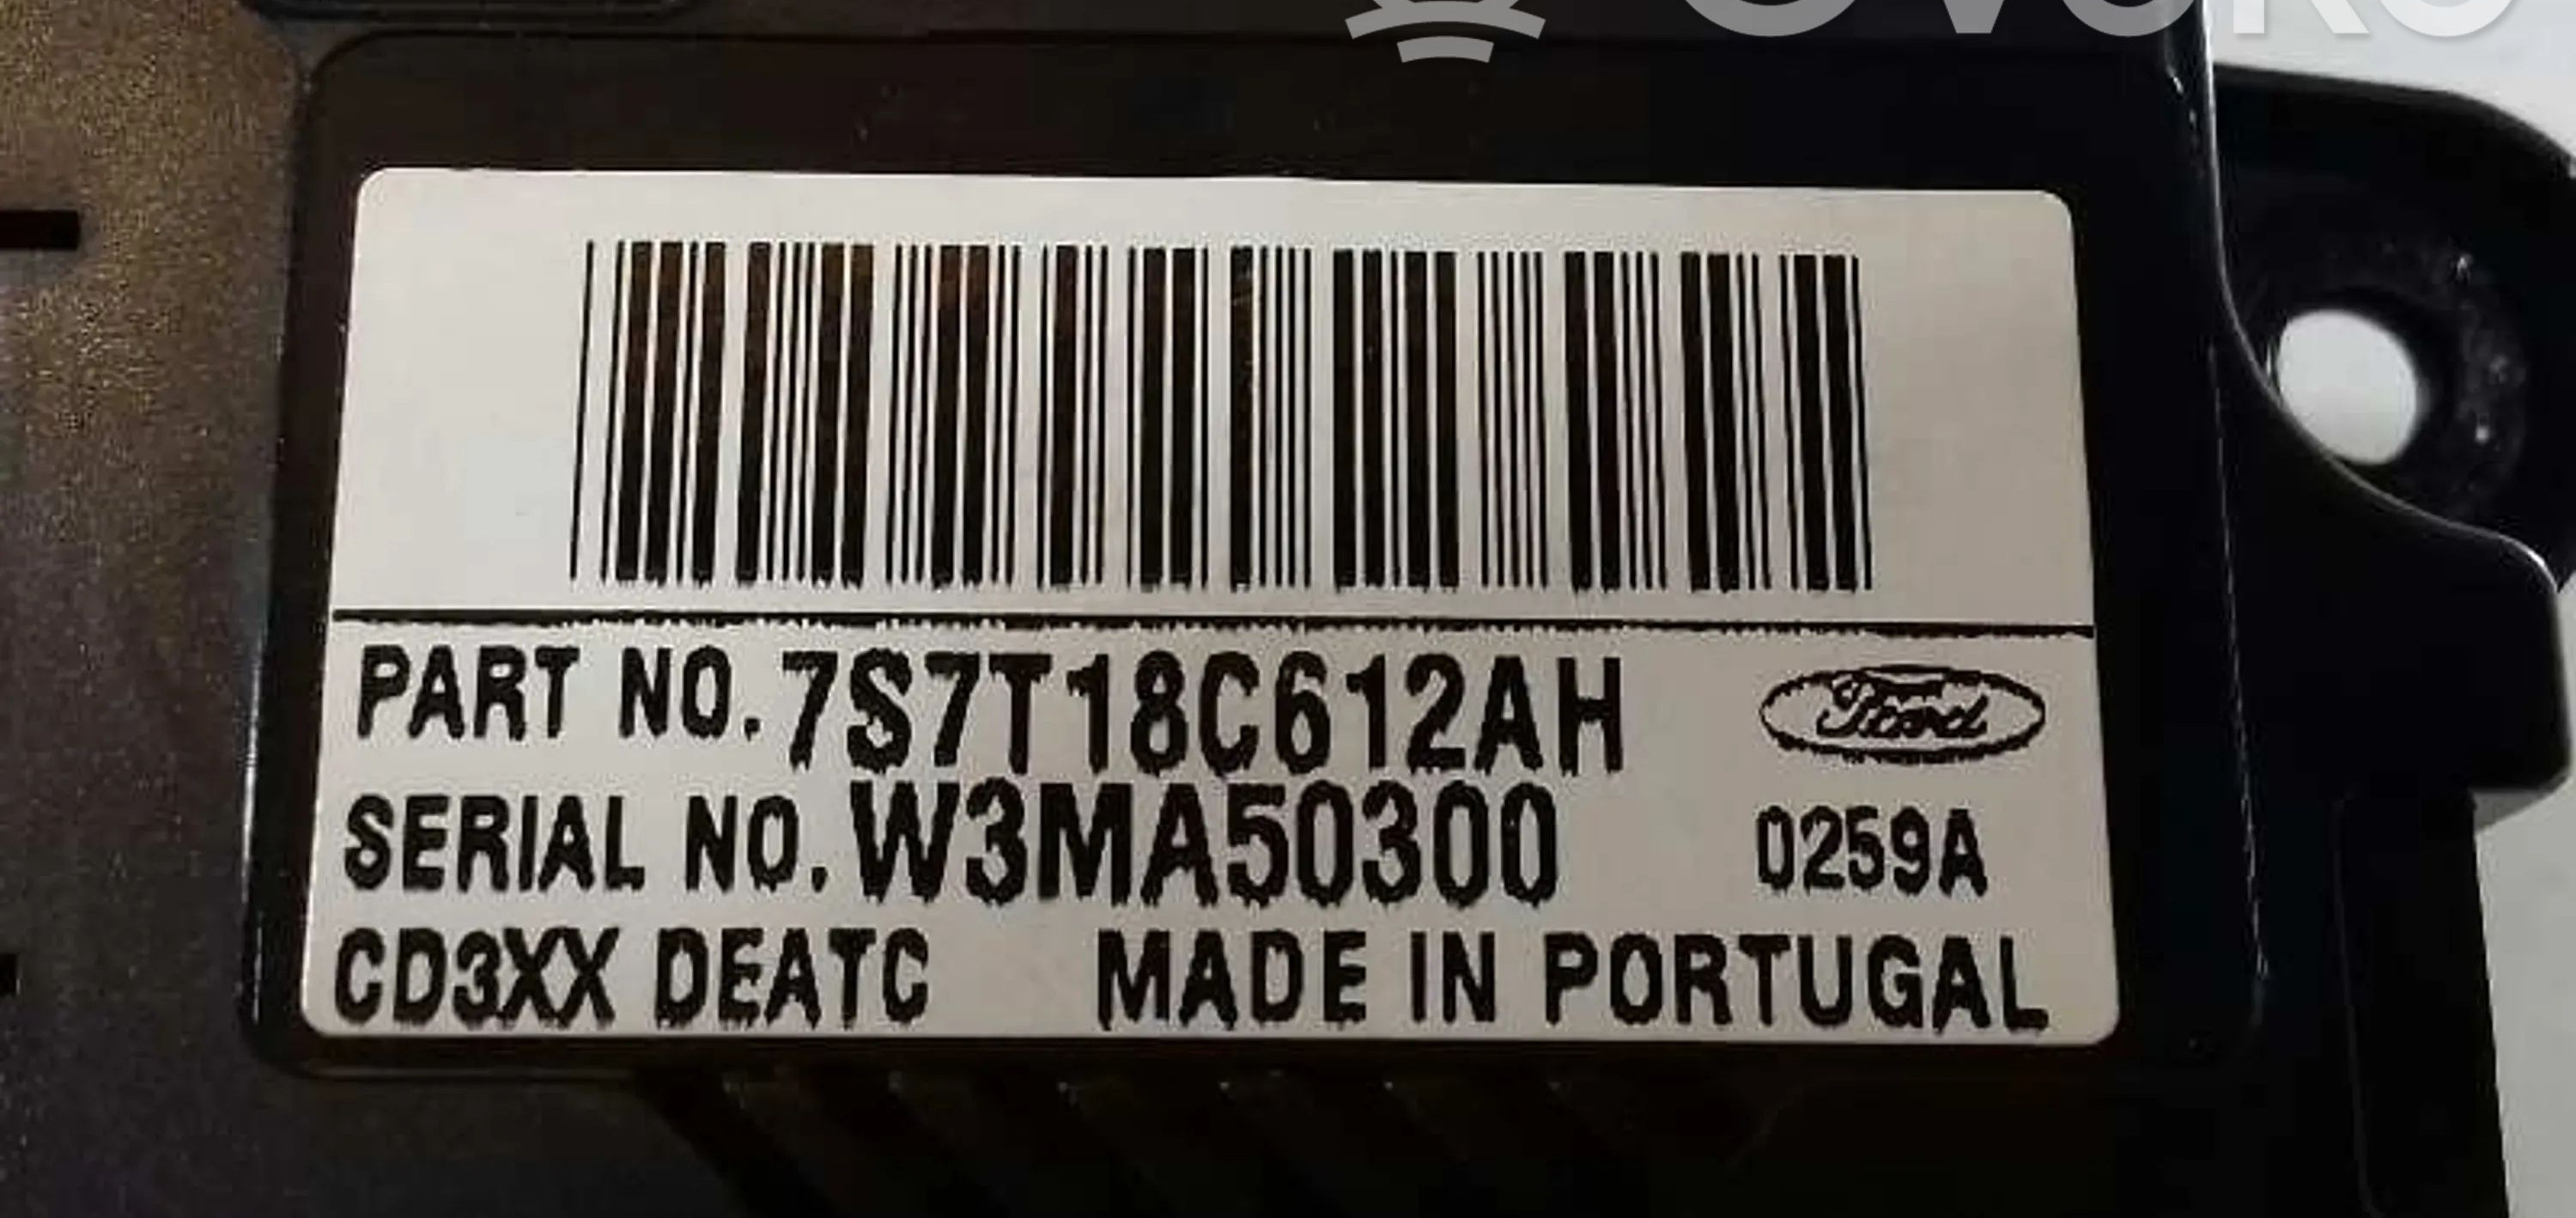 PART NO. 7S7T18C612AH
Ford
SERIAL NO. W3MA50300 0259A
CD3XX DEATC MADE IN PORTUGAL